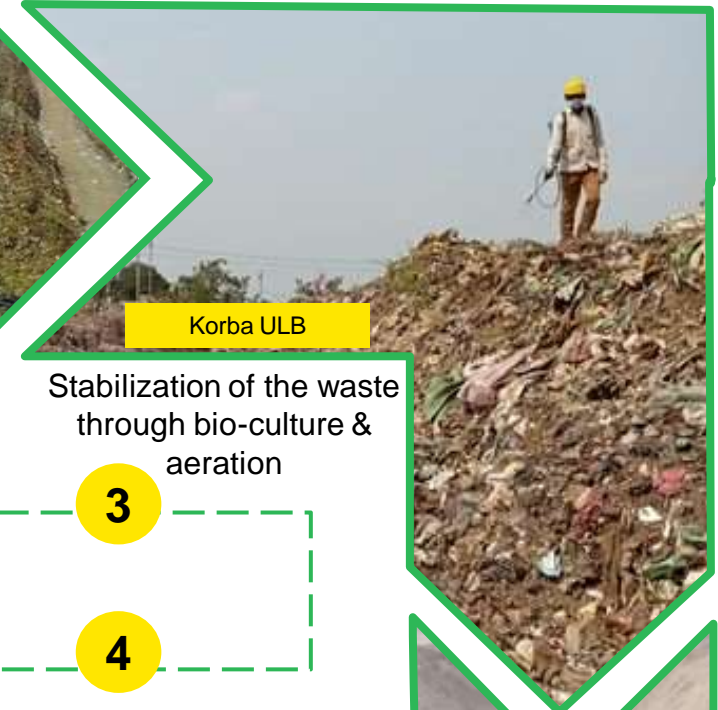 Korba ULB
Stabilization of the waste
through bio-culture &
aeration
3
4